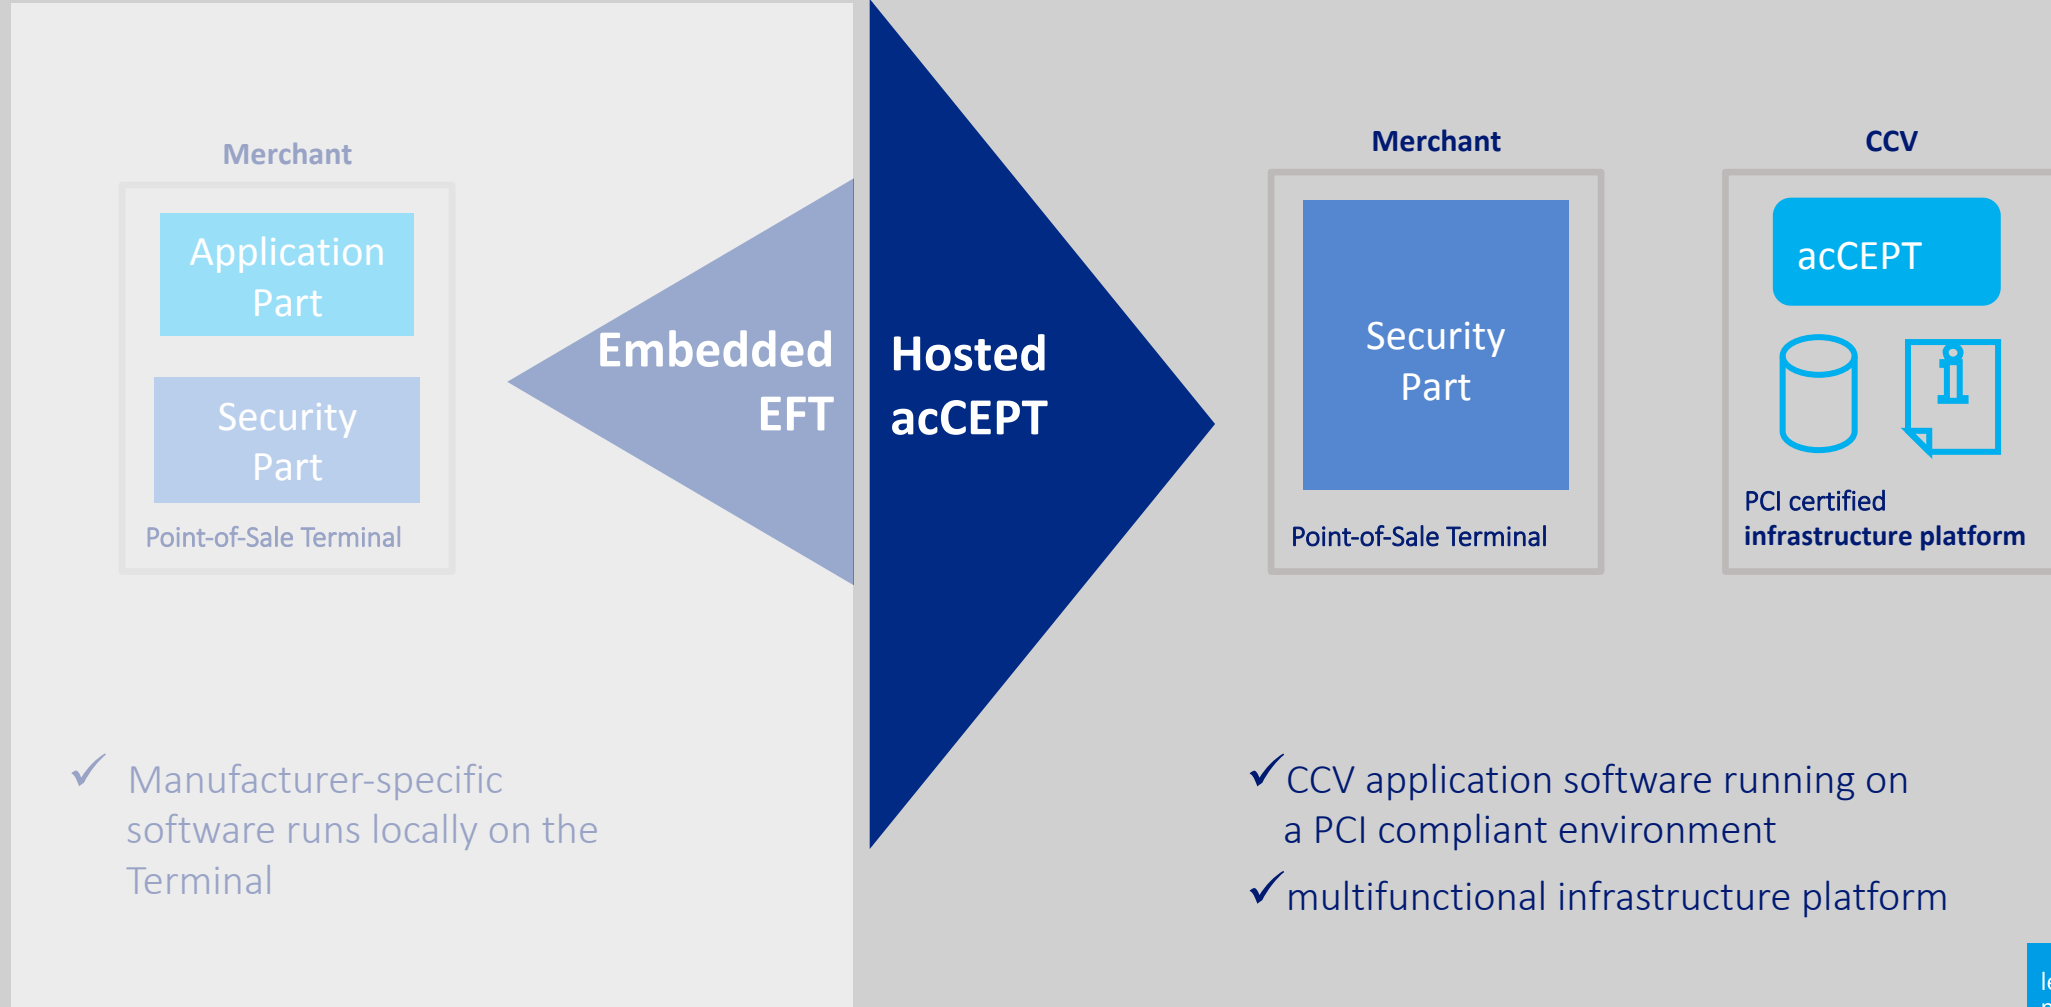 Merchant
Application
Part
Security
Part
Point-of-Sale Terminal
Embedded
EFT
Manufacturer-specific
software runs locally on the
Terminal
Hosted
acCEPT
Merchant
Security
Part
Point-of-Sale Terminal
CCV
acCEPT
PCI certified
infrastructure platform
CCV application software running on
a PCI compliant environment
multifunctional infrastructure platform